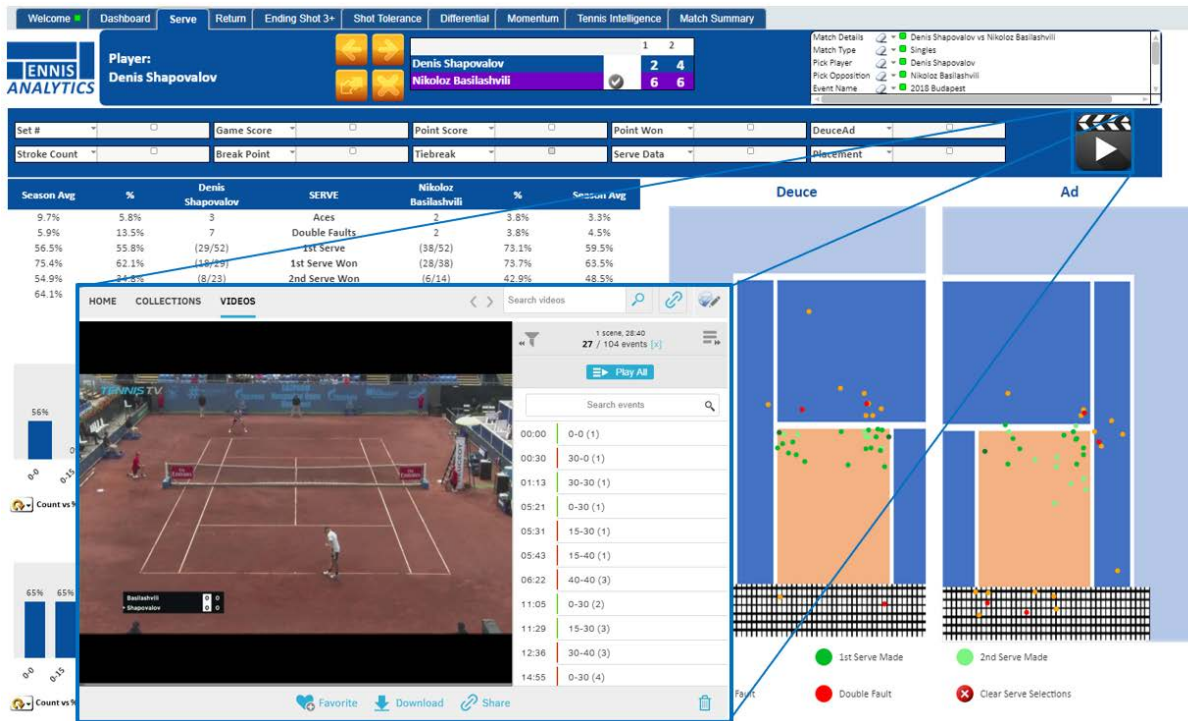 Welcome Dashboard Serve Return Ending Shot 3+ Shot Tolerance Differential Momentum Tennis Intelligence Match Summary
TENNIS
ANALYTICS
Player:
Denis Shapovalov
1 2
Denis Shapovalov 2 4
Nikoloz Basilashvili 6 6
Match Details Denis Shapovalov vs Nikoloz Basilashvili
Match Type Singles
Pick Player Denis Shapovalov
Pick Opposition Nikoloz Basilashvili
Event Name 2018 Budapest
Set # Game Score Point Score Point Won DeuceAd
Stroke Count Break Point Tiebreak Serve Data Placement
Season Avg % Denis Shapovalov SERVE Nikoloz Basilashvili % Season Avg
9.7% 5.8% 3 Aces 2 3.8% 3.3%
5.9% 13.5% 7 Double Faults 2 3.8% 4.5%
56.5% 55.8% (29/52) 1st Serve (38/52) 73.1% 59.5%
75.4% 62.1% (18/29) 1st Serve Won (28/38) 73.7% 63.5%
54.9% 34.8% (8/23) 2nd Serve Won (6/14) 42.9% 48.5%
64.1%
Deuce Ad
HOME COLLECTIONS VIDEOS
Search videos
1 scene, 28:40
27 / 104 events [x]
Play All
Search events
00:00 0-0 (1)
00:30 30-0 (1)
01:13 30-30 (1)
05:21 0-30 (1)
05:31 15-30 (1)
05:43 15-40 (1)
06:22 40-40 (3)
11:05 0-30 (2)
11:29 15-30 (3)
12:36 30-40 (3)
14:55 0-30 (4)
TENNISTV
Basilashvili 0 0
Shapovalov 0 0
Favorite Download Share
56%
0-0 0-15
Count vs %
65% 65%
0-0 0-15
Count vs %
1st Serve Made 2nd Serve Made
Fault Double Fault Clear Serve Selections